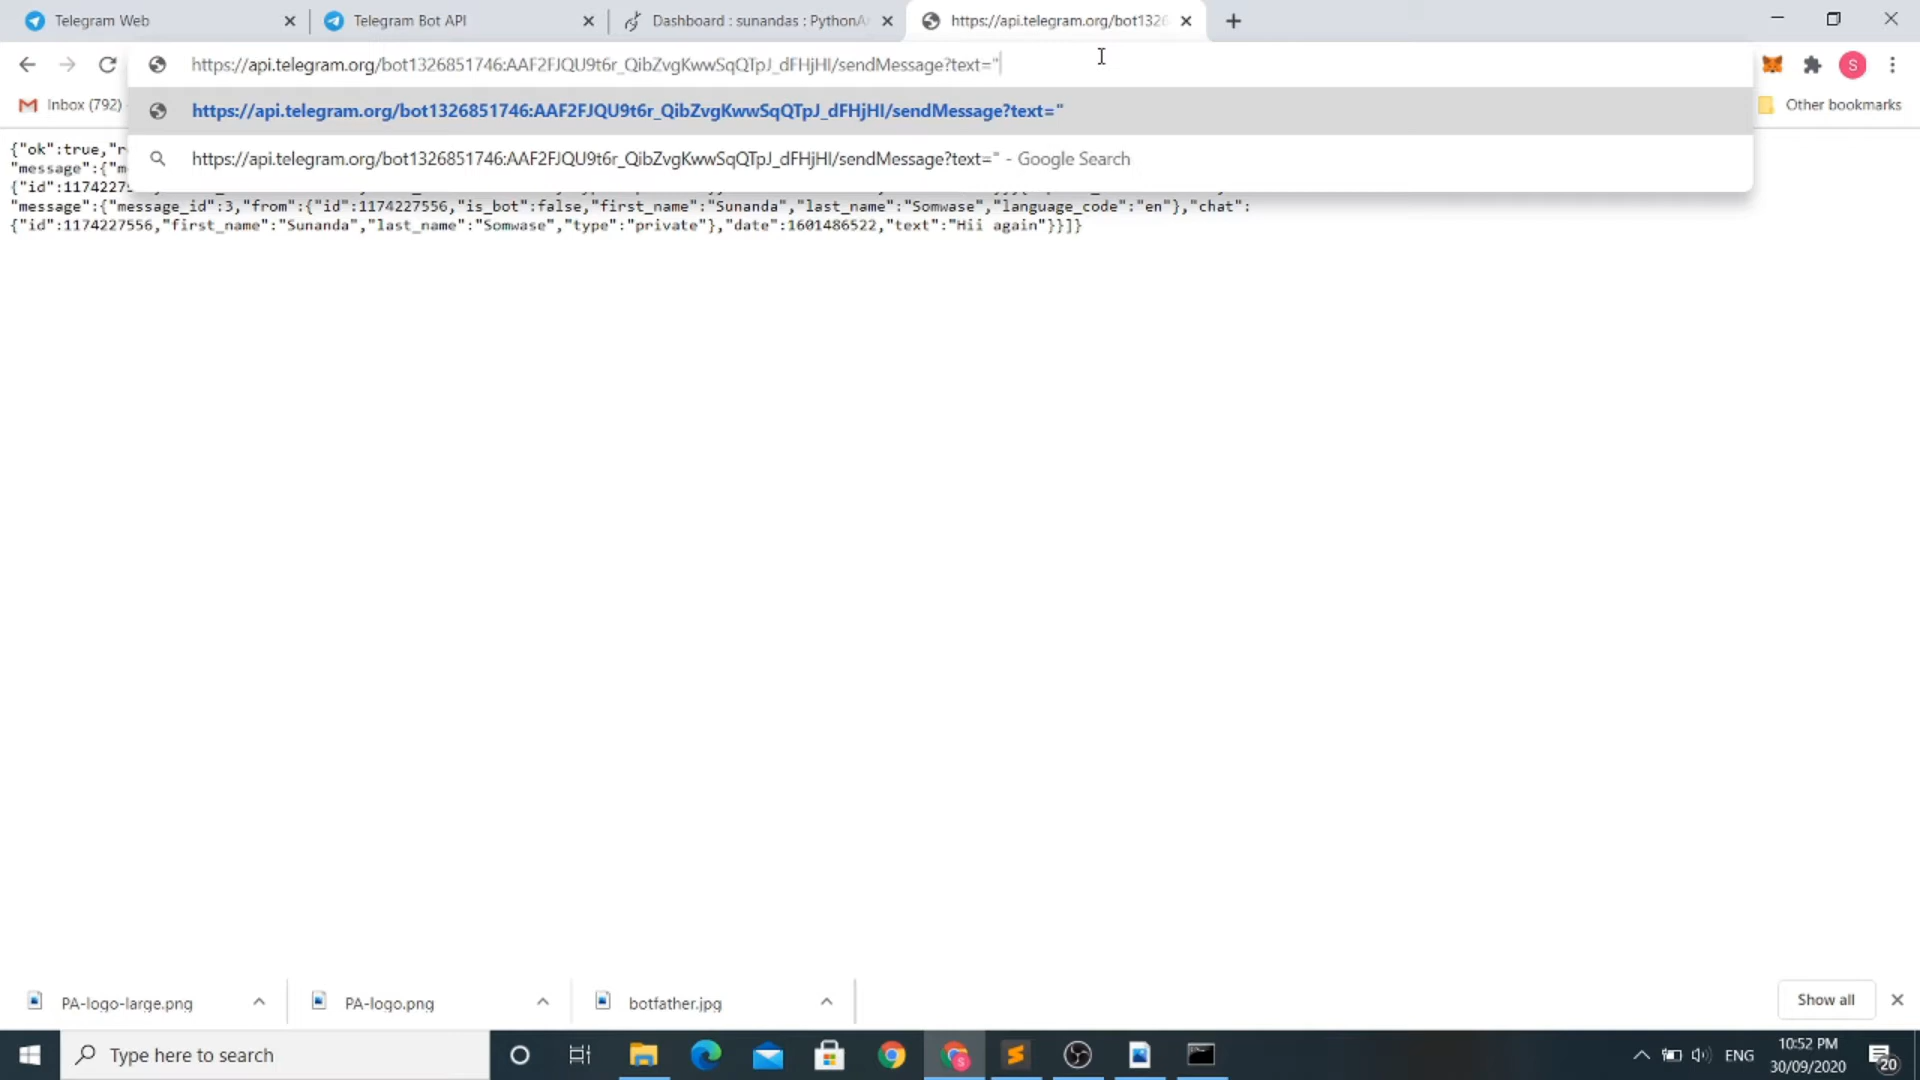 Telegram Web
Telegram Bot API
Dashboard : sunandas : PythonA
https://api.telegram.org/bot1326
https://api.telegram.org/bot1326851746:AAF2FJQU9t6r_QibZvgKwwSqQTpJ_dFHjHI/sendMessage?text="
S
Inbox (792)
https://api.telegram.org/bot1326851746:AAF2FJQU9t6r_QibZvgKwwSqQTpJ_dFHjHI/sendMessage?text="
Other bookmarks
https://api.telegram.org/bot1326851746:AAF2FJQU9t6r_QibZvgKwwSqQTpJ_dFHjHI/sendMessage?text=" - Google Search
{"ok":true,"r
"message":{"m
{"id":1174227
"message":{"message_id":3,"from":{"id":1174227556,"is_bot":false,"first_name":"Sunanda","last_name":"Somwase","language_code":"en"},"chat":
{"id":1174227556,"first_name":"Sunanda","last_name":"Somwase","type":"private"},"date":1601486522,"text":"Hii again"}}]}
PA-logo-large.png
PA-logo.png
botfather.jpg
Show all
Type here to search
ENG
10:52 PM
30/09/2020
20